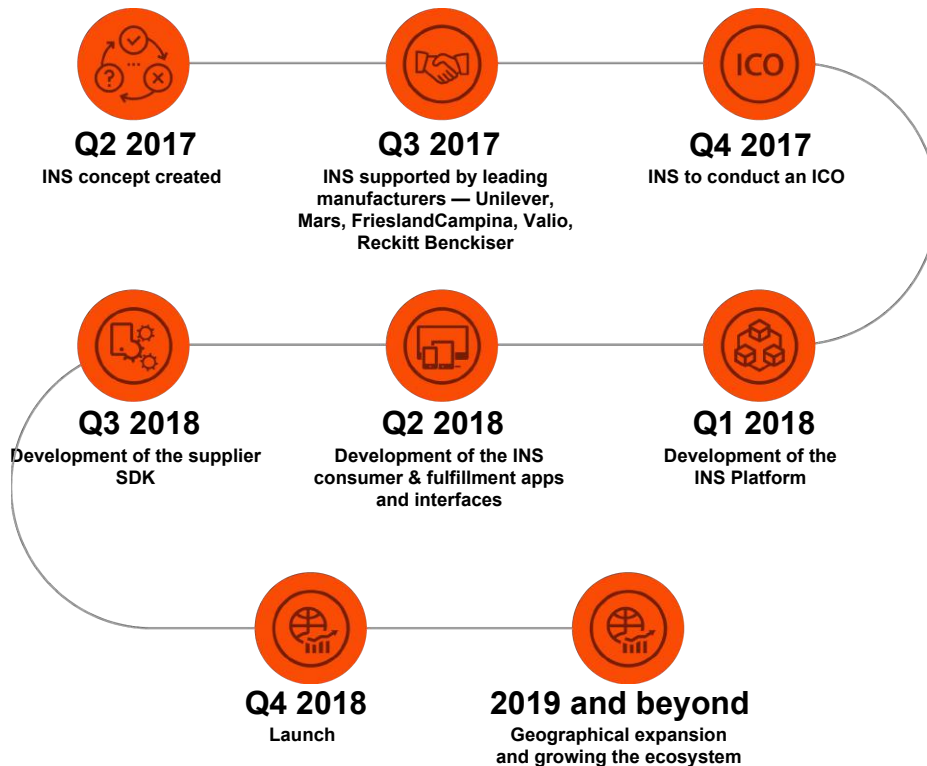 ICO
Q2 2017
INS concept created
Q3 2017
INS supported by leading
manufacturers — Unilever,
Mars, FrieslandCampina, Valio,
Reckitt Benckiser
Q4 2017
INS to conduct an ICO
Q3 2018
Development of the supplier
SDK
Q2 2018
Development of the INS
consumer & fulfillment apps
and interfaces
Q1 2018
Development of the
INS Platform
Q4 2018
Launch
2019 and beyond
Geographical expansion
and growing the ecosystem